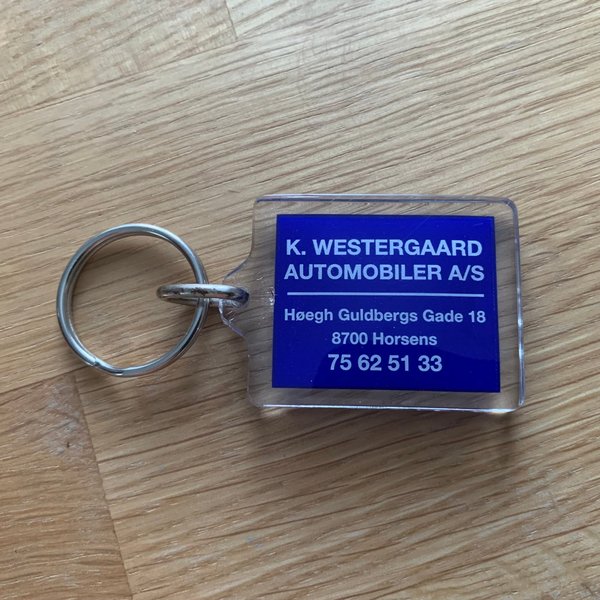 K. WESTERGAARD
AUTOMOBILER A/S
Høegh Guldbergs Gade 18
8700 Horsens
75 62 51 33